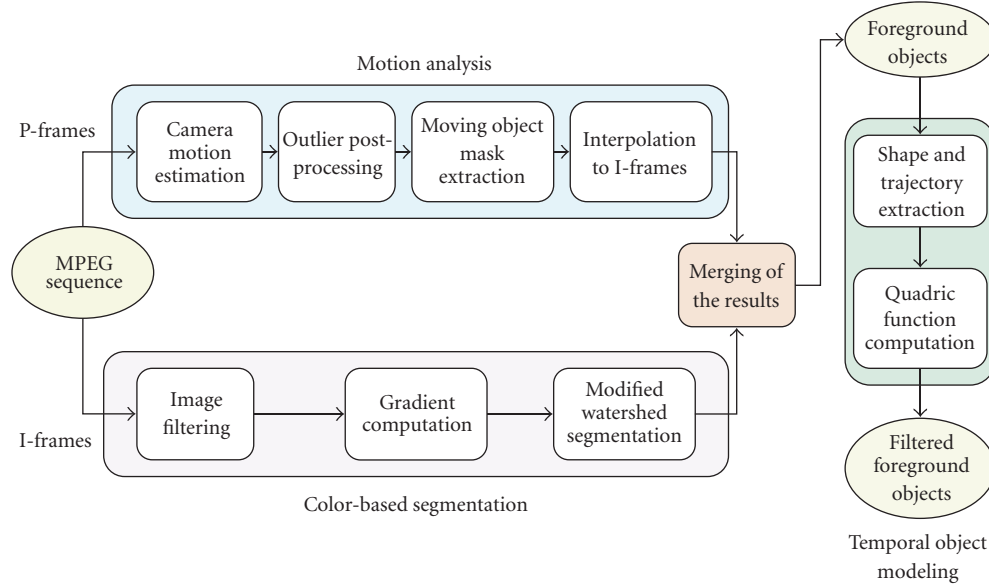 Motion analysis
P-frames
Camera
motion
estimation
Outlier post-
processing
Moving object
mask
extraction
Interpolation
to I-frames
MPEG
sequence
Merging of
the results
I-frames
Image
filtering
Gradient
computation
Modified
watershed
segmentation
Color-based segmentation
Foreground
objects
Shape and
trajectory
extraction
Quadric
function
computation
Filtered
foreground
objects
Temporal object
modeling